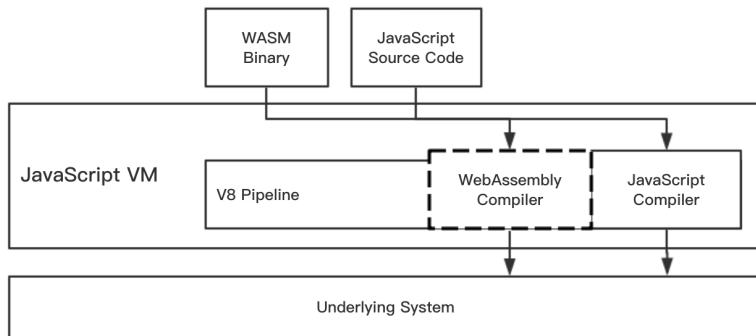 WASM
Binary
JavaScript
Source Code
JavaScript VM
V8 Pipeline
WebAssembly
Compiler
JavaScript
Compiler
Underlying System